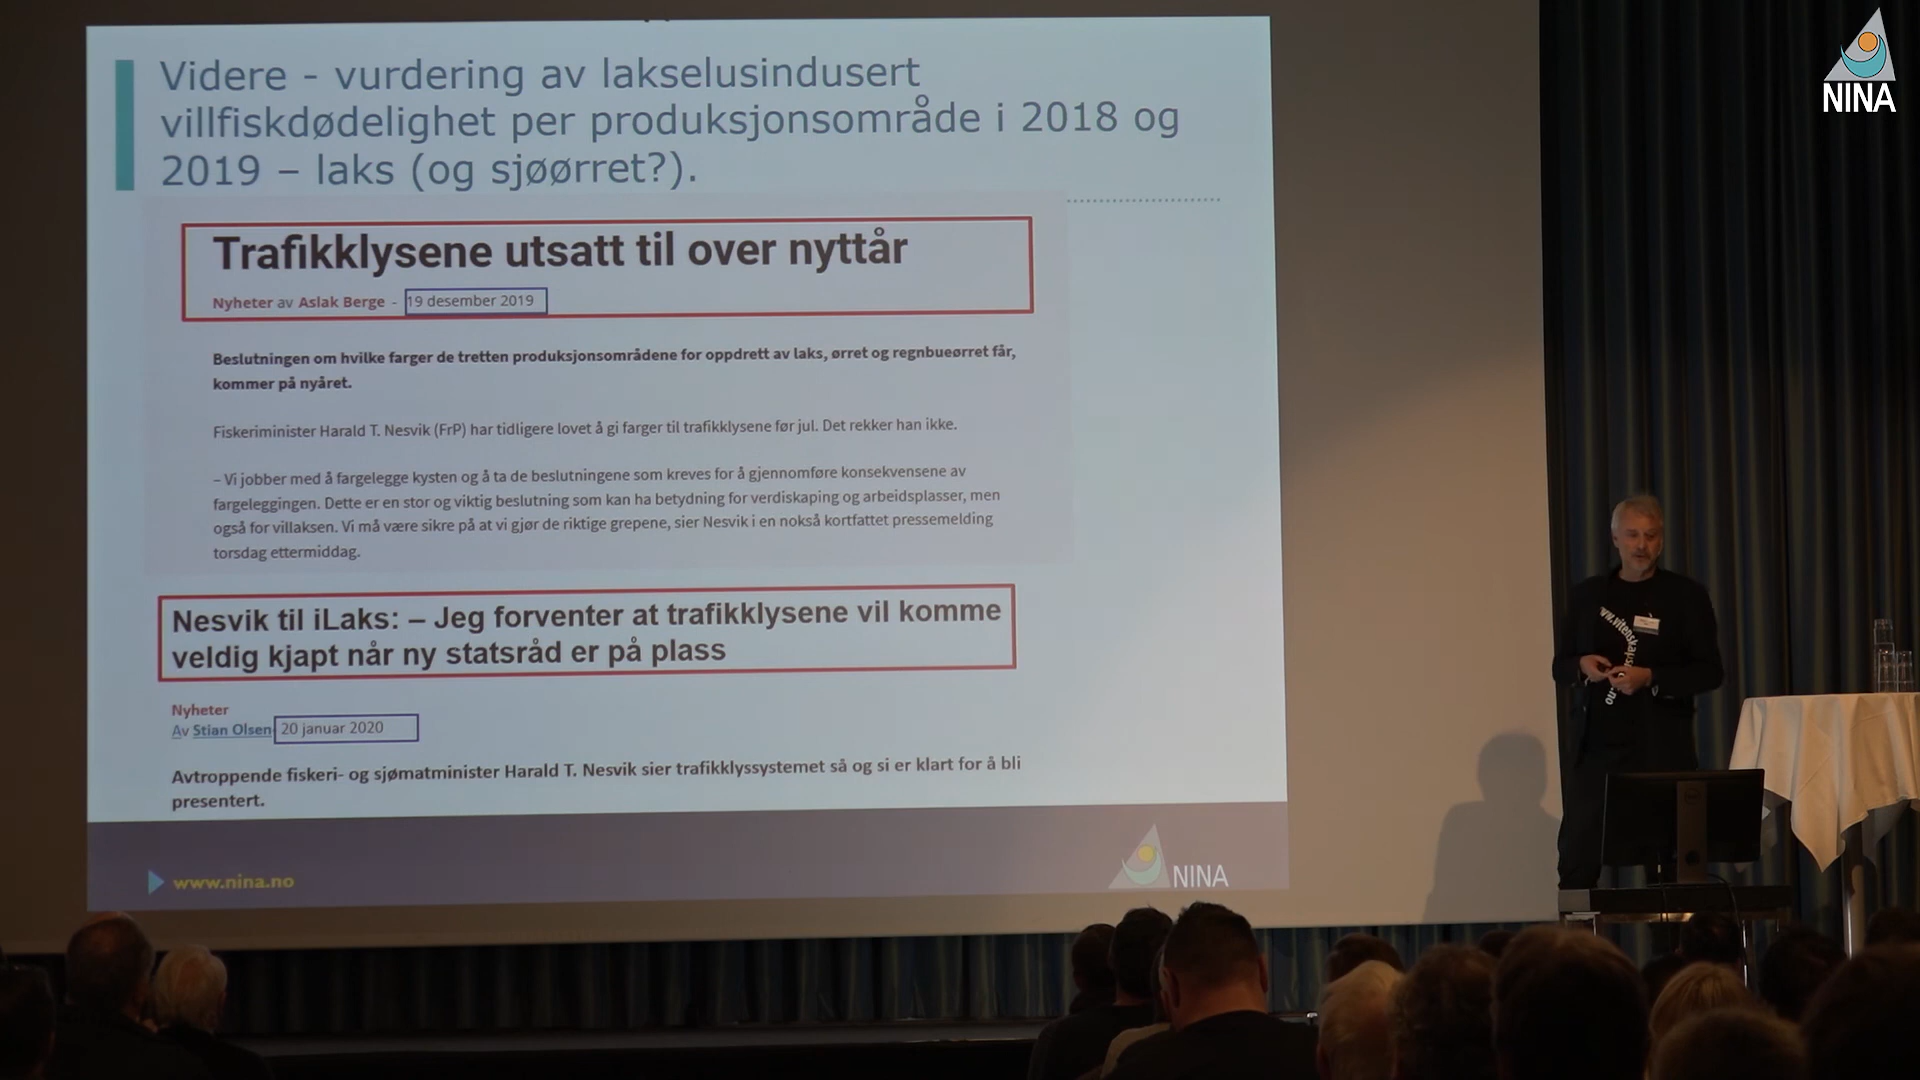 Videre - vurdering av lakselusindusert
villfiskdødelighet per produksjonsområde i 2018 og
2019 – laks (og sjøørret?).
Trafikklysene utsatt til over nyttår
Nyheter av Aslak Berge - 19 desember 2019
Beslutningen om hvilke farger de tretten produksjonsområdene for oppdrett av laks, ørret og regnbueørret får,
kommer på nyåret.
Fiskeriminister Harald T. Nesvik (FrP) har tidligere lovet å gi farger til trafikklysene før jul. Det rekker han ikke.
– Vi jobber med å fargelegge kysten og å ta de beslutningene som kreves for å gjennomføre konsekvensene av
fargeleggingen. Dette er en stor og viktig beslutning som kan ha betydning for verdiskaping og arbeidsplasser, men
også for villaksen. Vi må være sikre på at vi gjør de riktige grepene, sier Nesvik i en nokså kortfattet pressemelding
torsdag ettermiddag.
Nesvik til iLaks: – Jeg forventer at trafikklysene vil komme
veldig kjapt når ny statsråd er på plass
Nyheter
Av Stian Olsen 20 januar 2020
Avtroppende fiskeri- og sjømatminister Harald T. Nesvik sier trafikklyssystemet så og si er klart for å bli
presentert.
www.nina.no
NINA
NINA